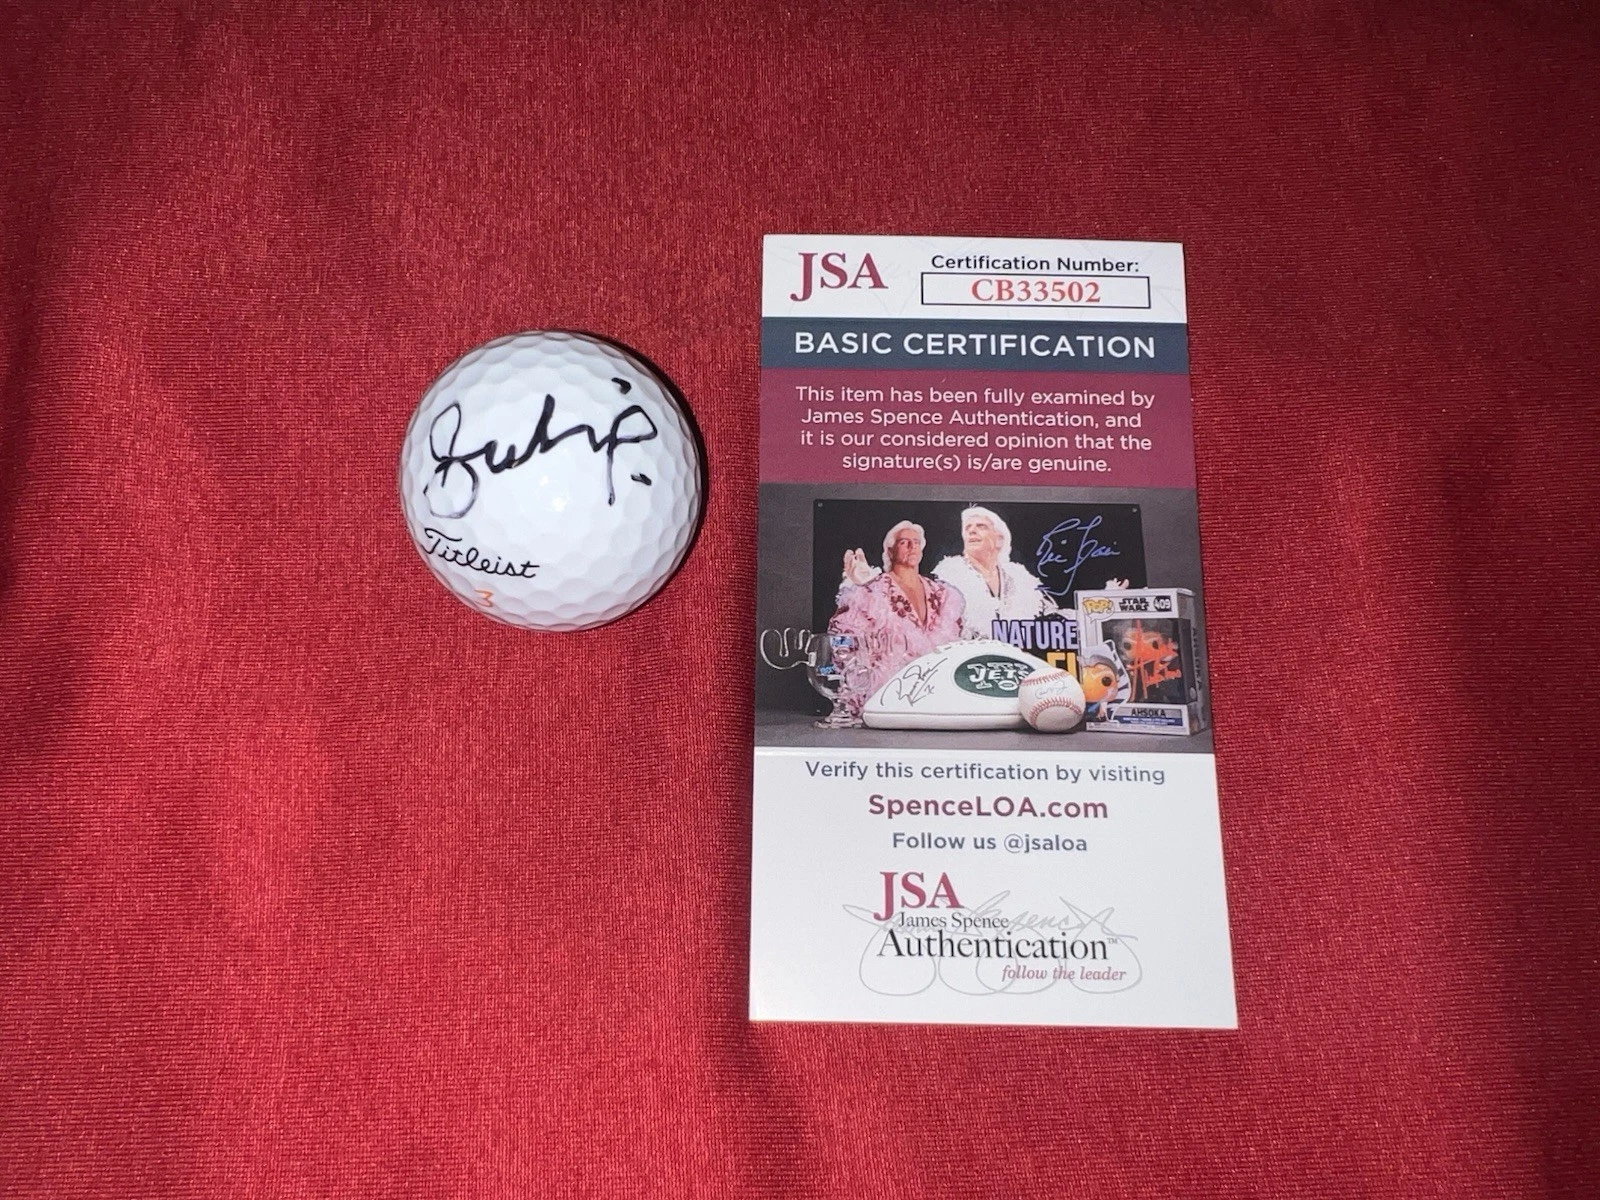 Titleist
3
JSA
Certification Number:
CB33502
BASIC CERTIFICATION
This item has been fully examined by
James Spence Authentication, and
it is our considered opinion that the
signature(s) is/are genuine.
NATURE
POP!
STAR
WARS
409
JETS
AHSOKA
Verify this certification by visiting
SpenceLOA.com
Follow us @jsaloa
JSA
James Spence
Authentication™
follow the leader